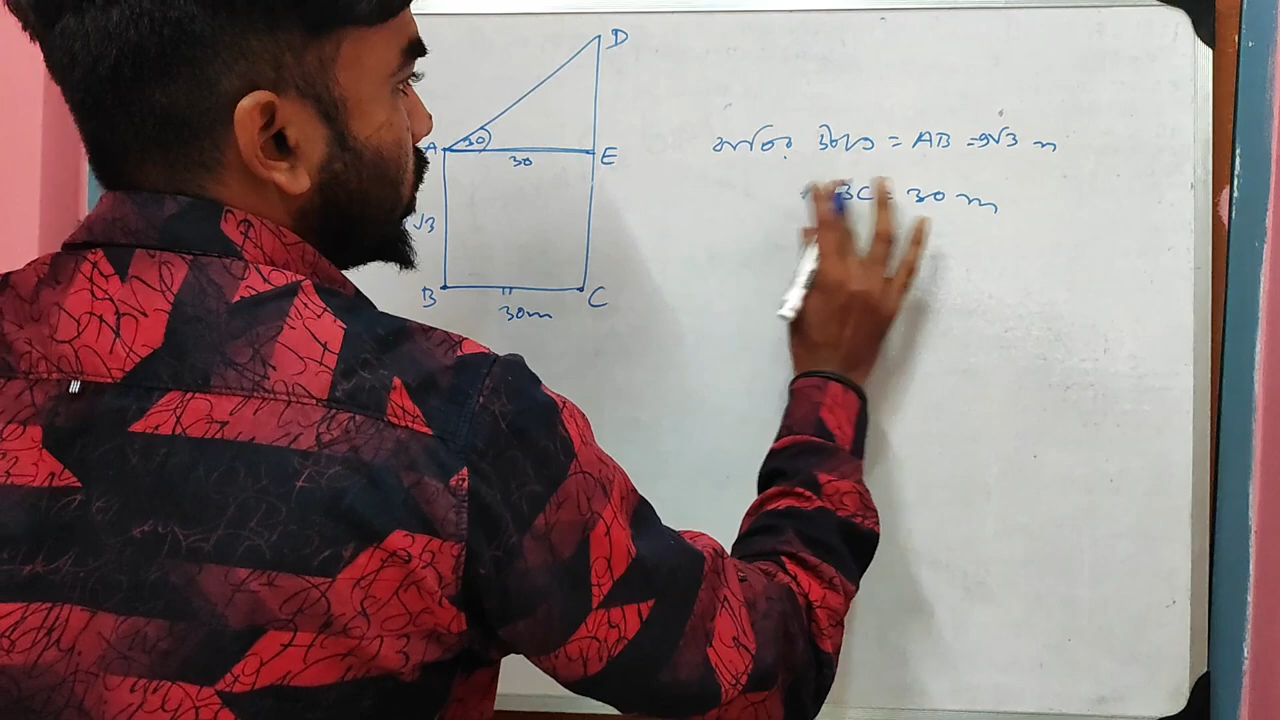 D
30
A
30
E
√3
B
C
30m
= AB = 9√3 m
BC = 30 m